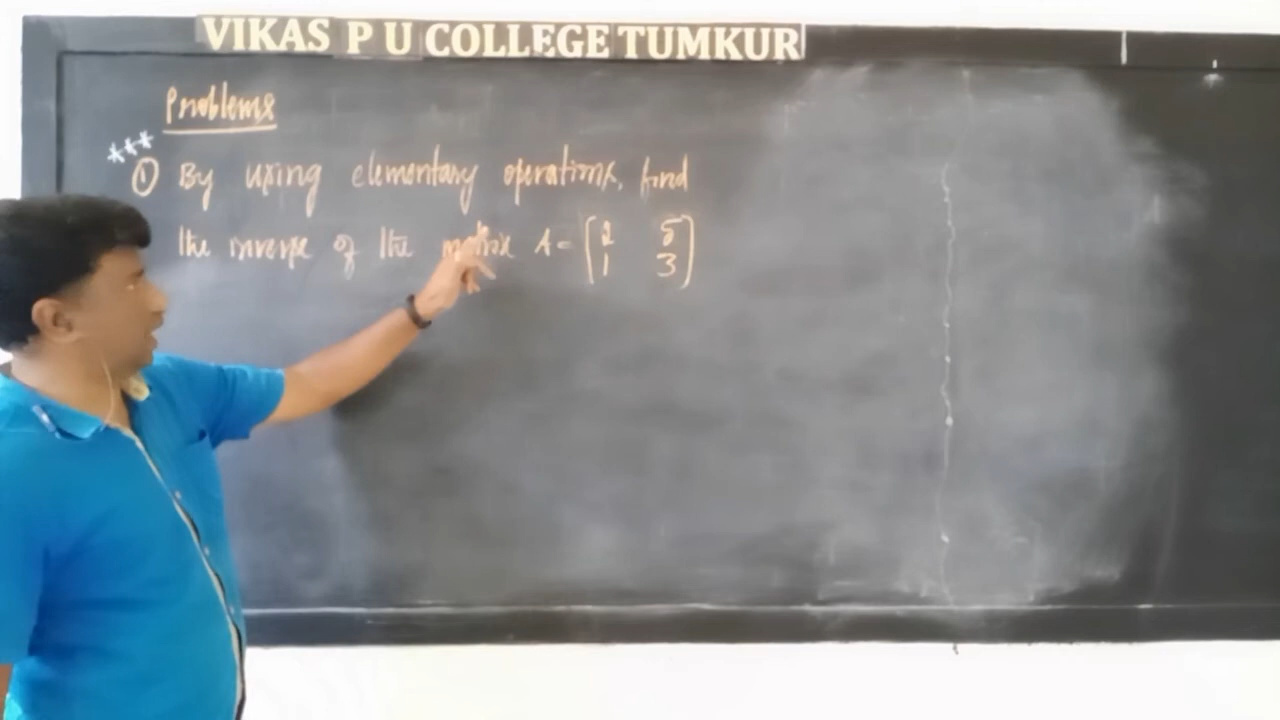 VIKAS P U COLLEGE TUMKUR
Problems
***
① By using elementary operations, find
the inverse of the matrix A = [2 5
1 3]